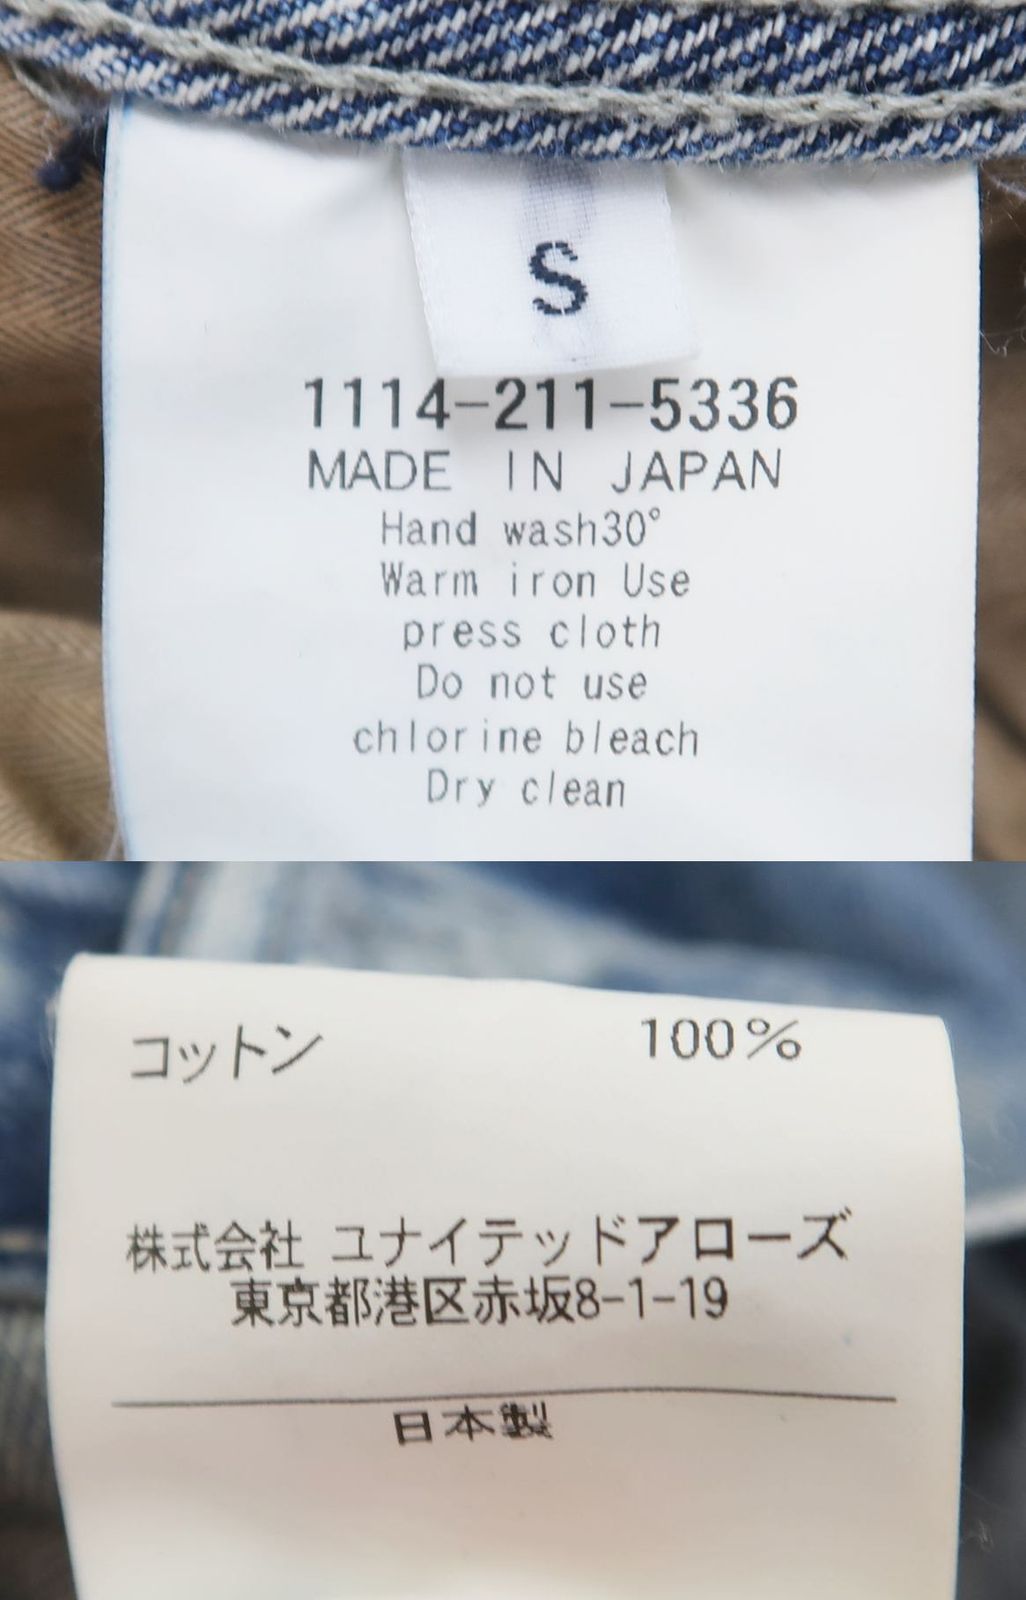 S
1114-211-5336
MADE IN JAPAN
Hand wash30°
Warm iron Use
press cloth
Do not use
chlorine bleach
Dry clean
コットン 100%
株式会社 ユナイテッドアローズ
東京都港区赤坂8-1-19
日本製